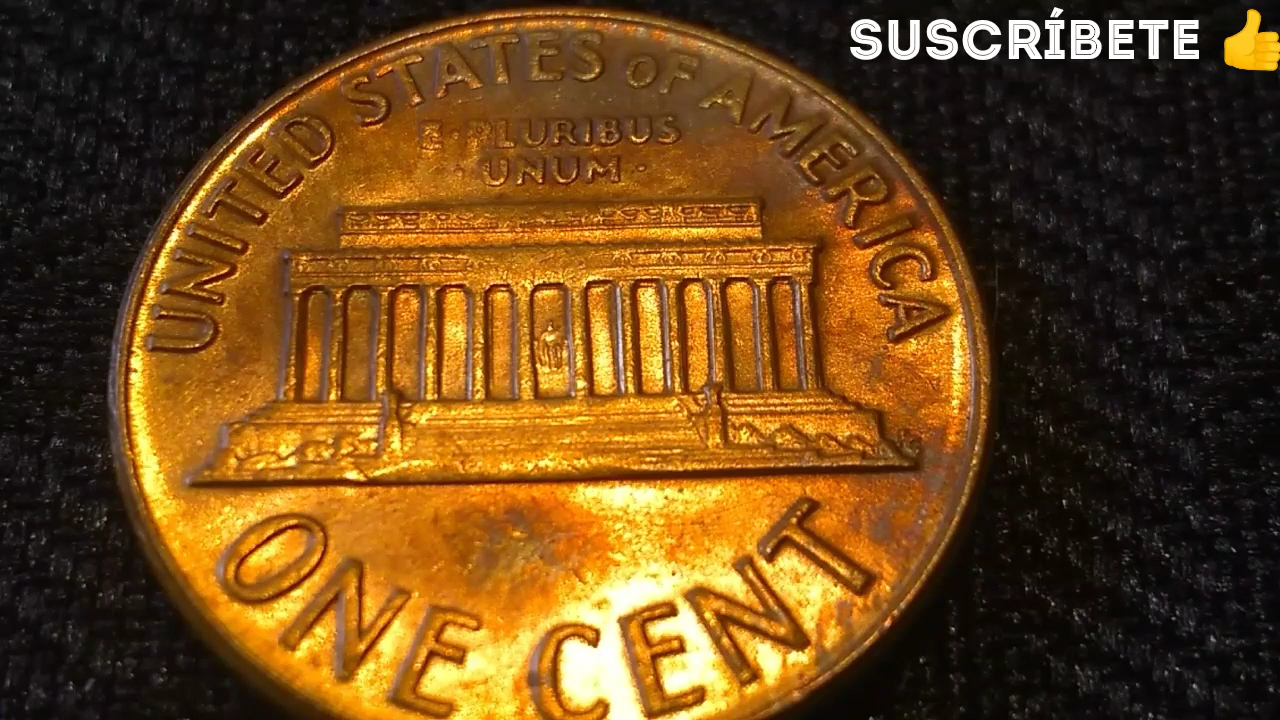 SUSCRÍBETE
UNITED STATES OF AMERICA
E·PLURIBUS
·UNUM·
ONE CENT